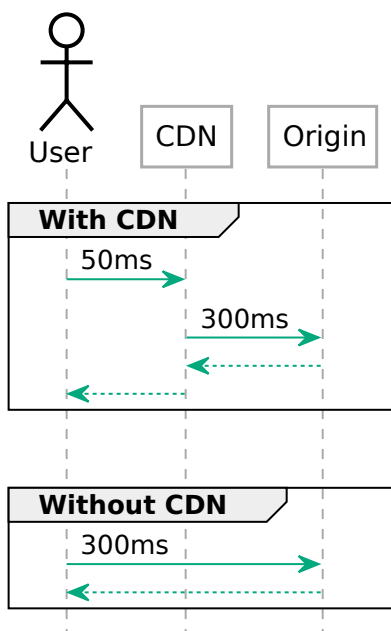 User
CDN
Origin
With CDN
50ms
300ms
Without CDN
300ms